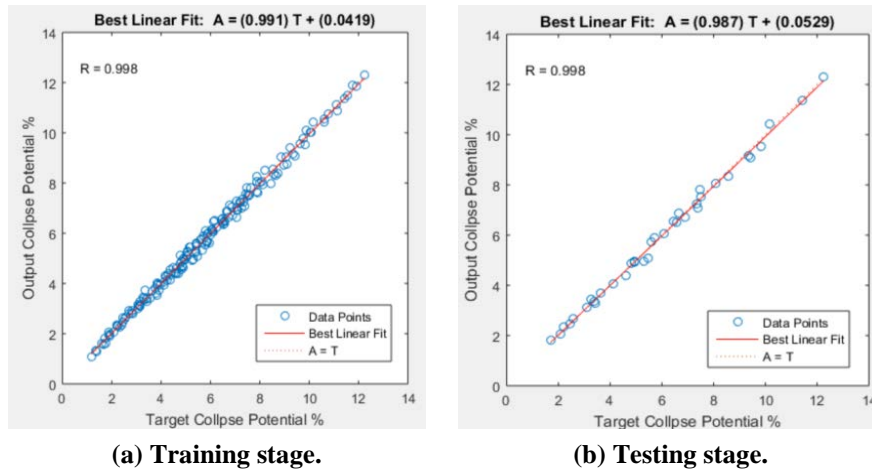 Best Linear Fit: A = (0.991) T + (0.0419)
14
12
10
8
6
4
2
0
R = 0.998
Output Collpse Potential %
Data Points
Best Linear Fit
A = T
0 2 4 6 8 10 12 14
Target Collpse Potential %
(a) Training stage.
Best Linear Fit: A = (0.987) T + (0.0529)
14
12
10
8
6
4
2
0
R = 0.998
Output Collpse Potential %
Data Points
Best Linear Fit
A = T
0 2 4 6 8 10 12 14
Target Collpse Potential %
(b) Testing stage.